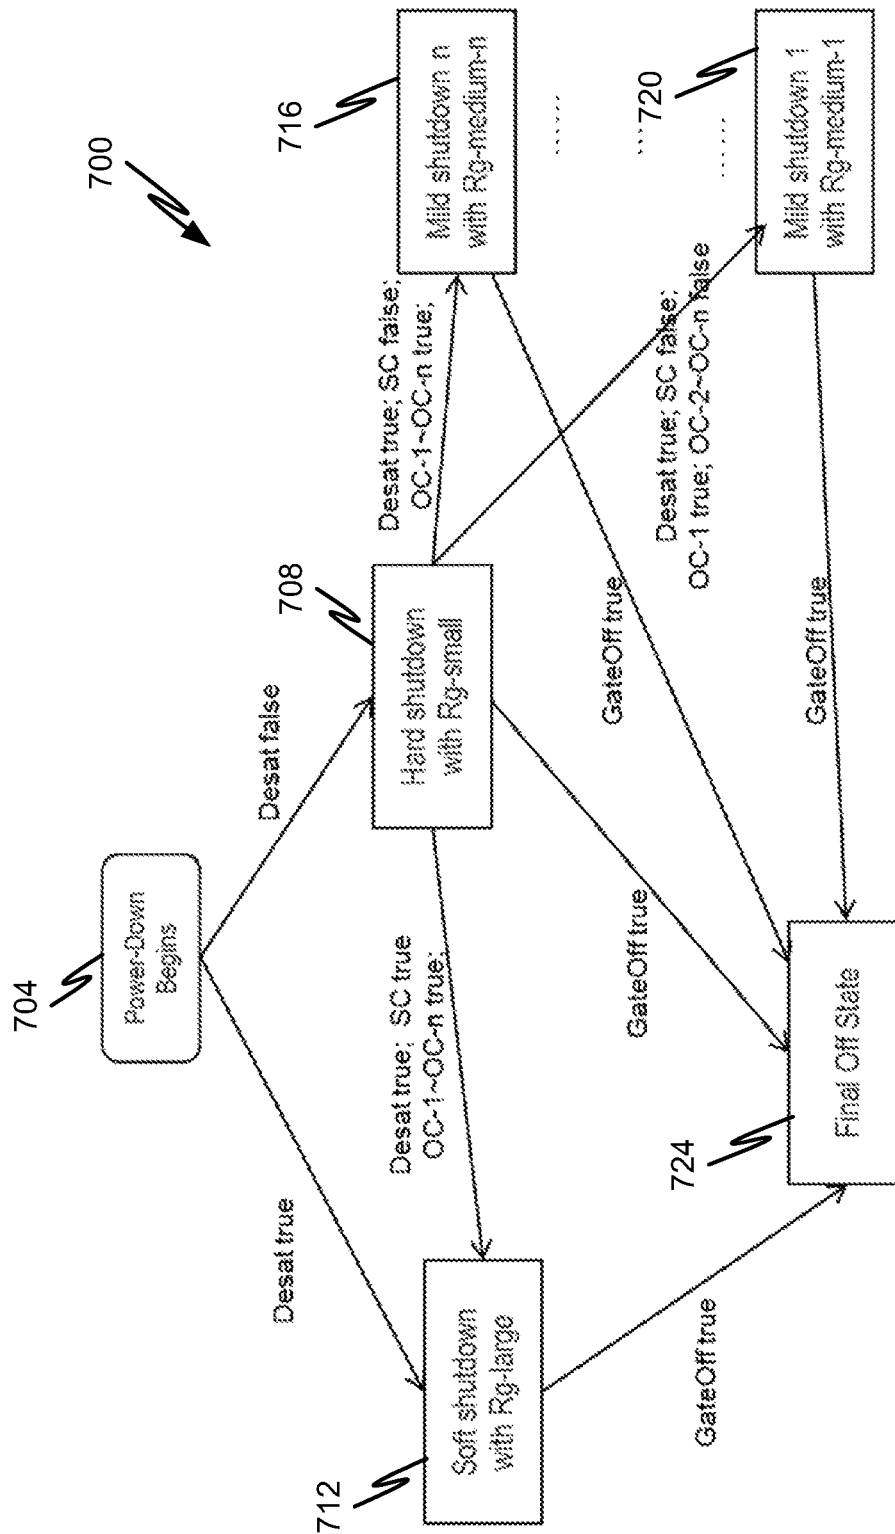 700
704
Power-Down
Begins
Desat true
Desat false
708
Hard shutdown
with Rg-small
712
Soft shutdown
with Rg-large
Desat true; SC true
OC-1~OC-n true;
Desat true; SC false;
OC-1~OC-n true;
716
Mild shutdown n
with Rg-medium-n
......
....
......
Desat true; SC false;
OC-1 true; OC-2~OC-n false
720
Mild shutdown 1
with Rg-medium-1
GateOff true
GateOff true
GateOff true
GateOff true
724
Final Off State